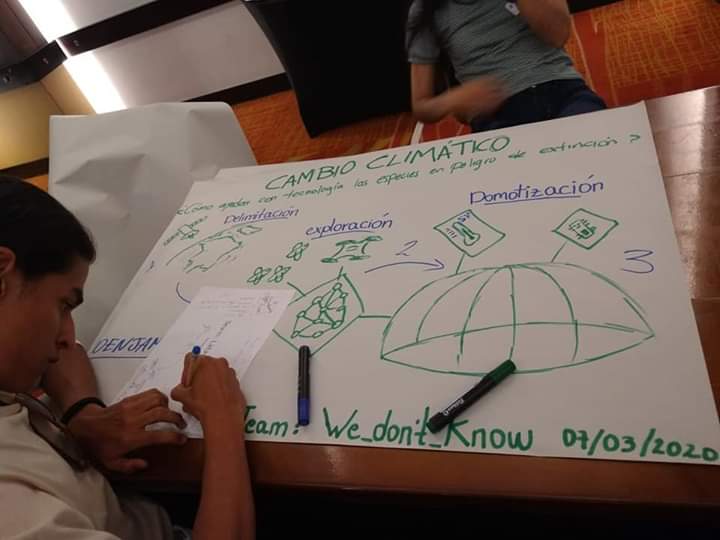 CAMBIO CLIMÁTICO
¿Cómo ayudar con tecnología las especies en peligro de extinción?
Delimitación
exploración
Domotización
2
3
DENJAM
Team: We_don't_Know 07/03/2020